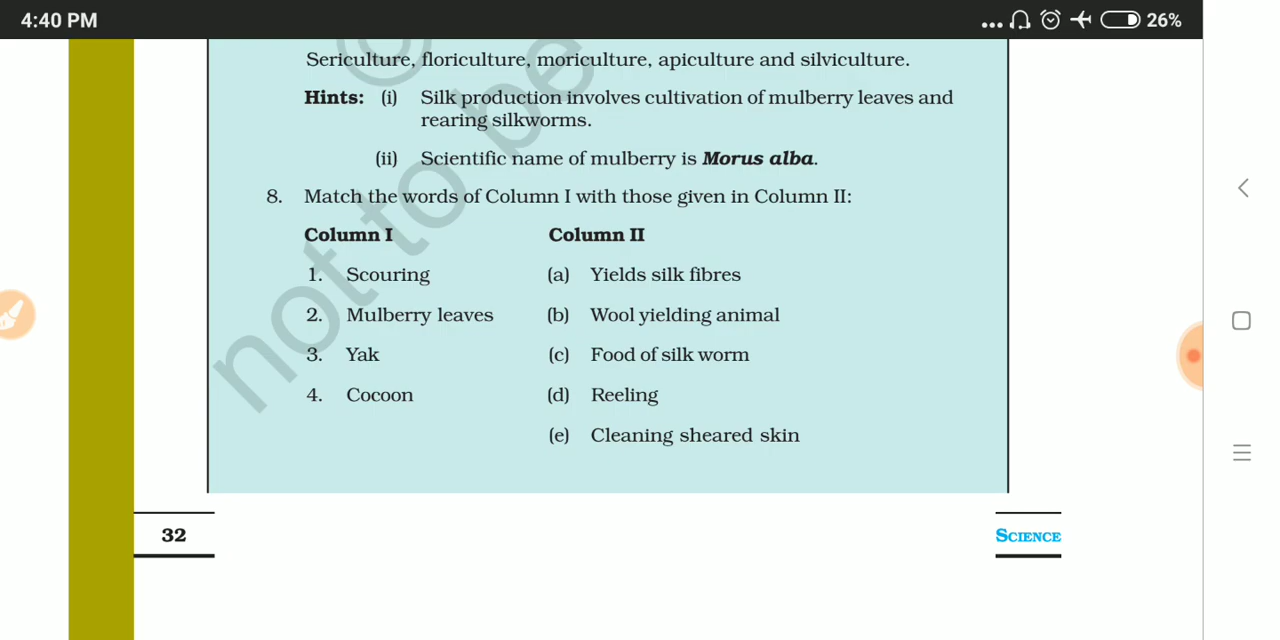 4:40 PM
26%
Sericulture, floriculture, moriculture, apiculture and silviculture.
Hints: (i) Silk production involves cultivation of mulberry leaves and
rearing silkworms.
(ii) Scientific name of mulberry is Morus alba.
8. Match the words of Column I with those given in Column II:
Column I Column II
1. Scouring (a) Yields silk fibres
2. Mulberry leaves (b) Wool yielding animal
3. Yak (c) Food of silk worm
4. Cocoon (d) Reeling
(e) Cleaning sheared skin
32
SCIENCE
©
not to be